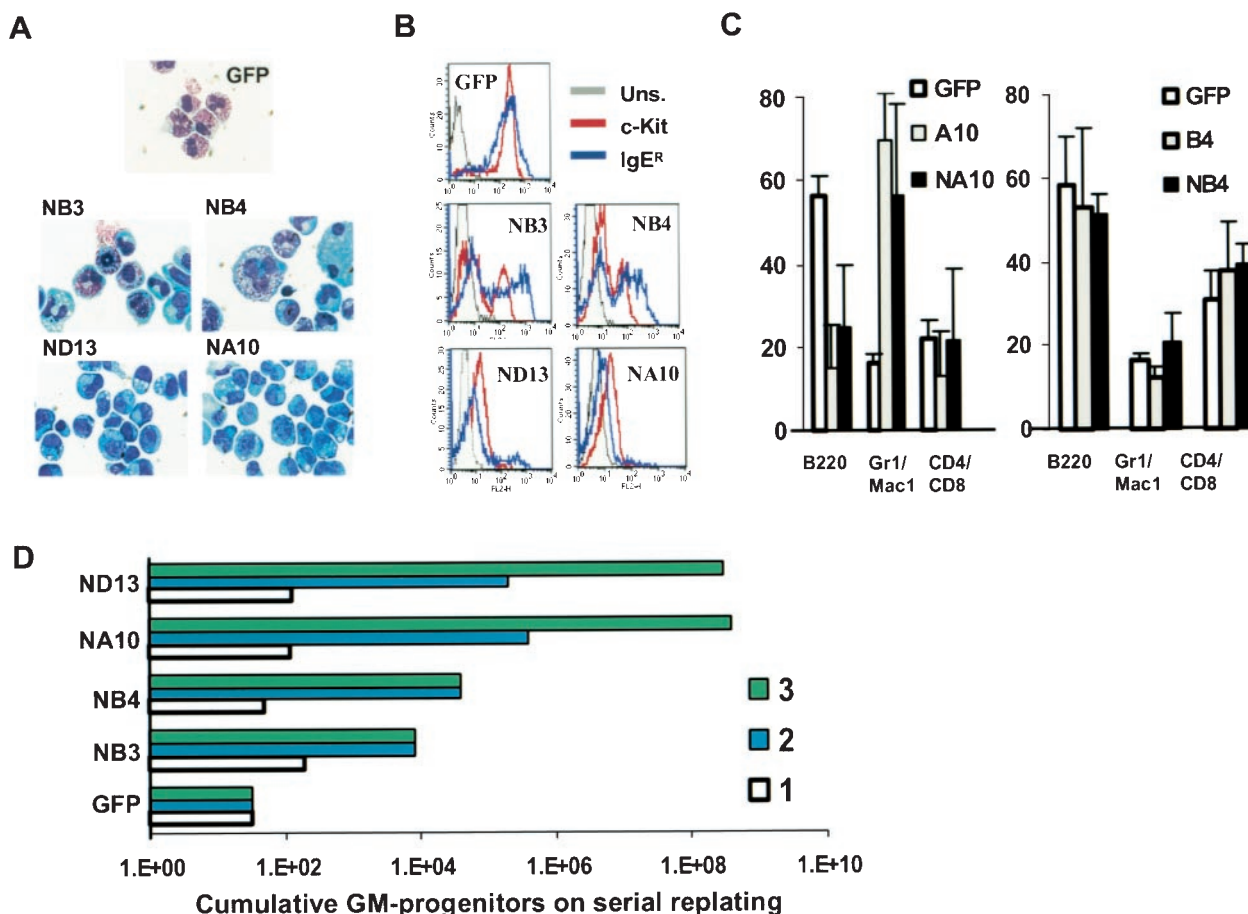 A
GFP
NB3
NB4
ND13
NA10
B
GFP
Uns.
c-Kit
IgER
NB3
NB4
ND13
NA10
Counts
FL2-H
C
80
60
40
20
0
GFP
A10
NA10
B220
Gr1/
Mac1
CD4/
CD8
80
60
40
20
0
GFP
B4
NB4
B220
Gr1/
Mac1
CD4/
CD8
D
ND13
NA10
NB4
NB3
GFP
3
2
1
1.E+00
1.E+02
1.E+04
1.E+06
1.E+08
1.E+10
Cumulative GM-progenitors on serial replating